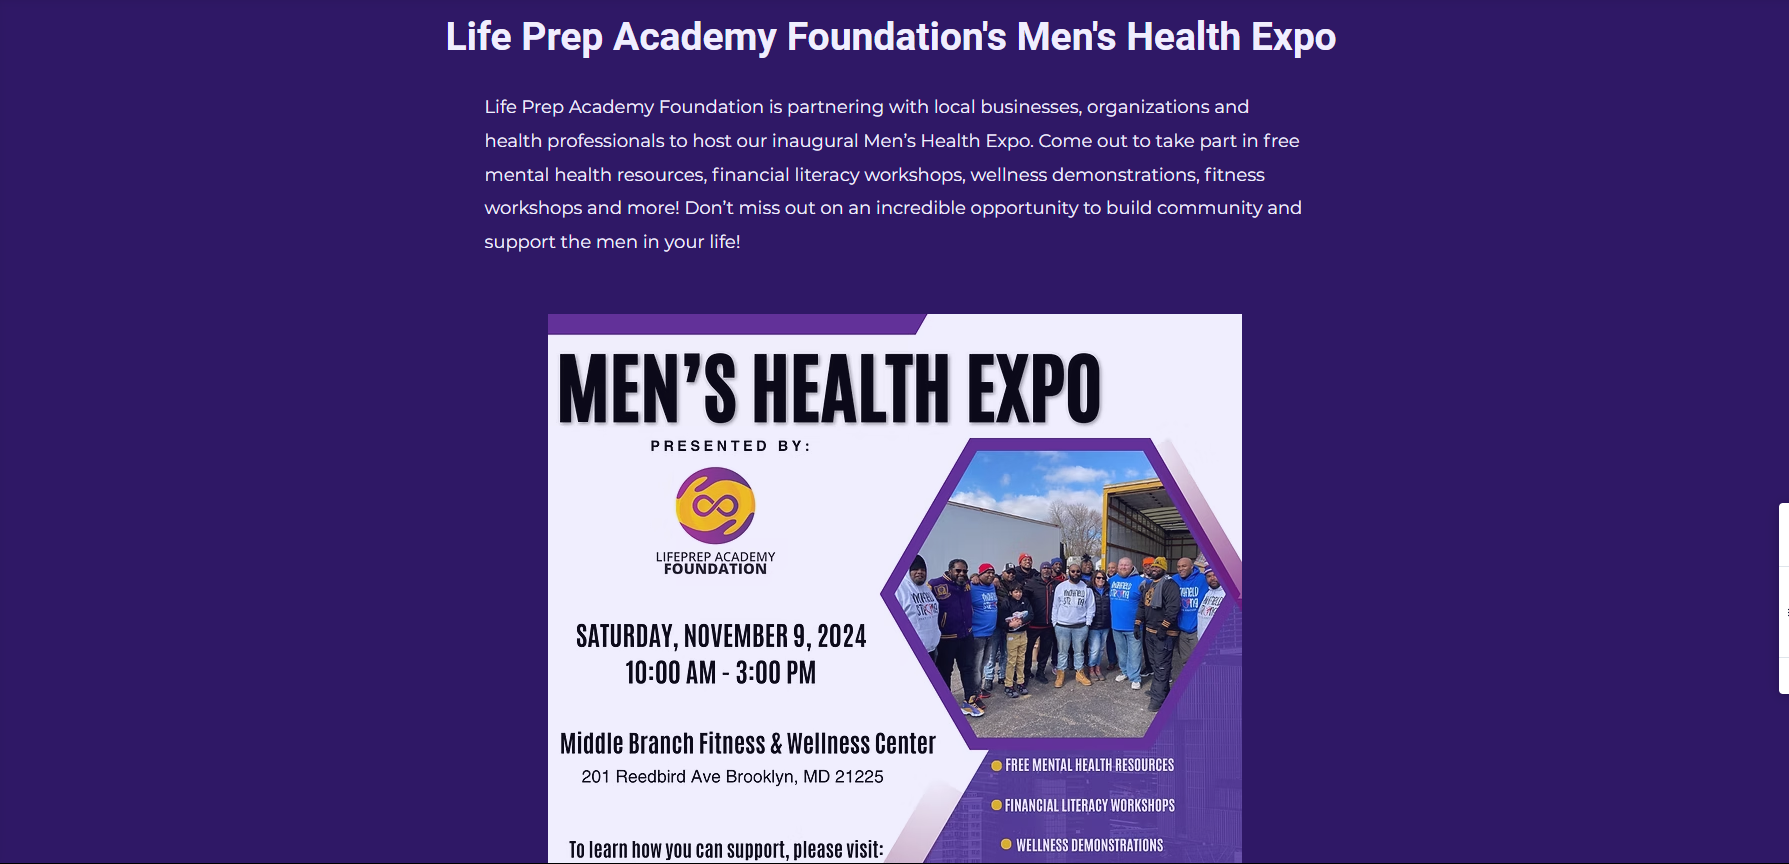 Life Prep Academy Foundation's Men's Health Expo
Life Prep Academy Foundation is partnering with local businesses, organizations and
health professionals to host our inaugural Men’s Health Expo. Come out to take part in free
mental health resources, financial literacy workshops, wellness demonstrations, fitness
workshops and more! Don’t miss out on an incredible opportunity to build community and
support the men in your life!
MEN’S HEALTH EXPO
PRESENTED BY:
LIFEPREP ACADEMY
FOUNDATION
SATURDAY, NOVEMBER 9, 2024
10:00 AM - 3:00 PM
Middle Branch Fitness & Wellness Center
201 Reedbird Ave Brooklyn, MD 21225
To learn how you can support, please visit:
FREE MENTAL HEALTH RESOURCES
FINANCIAL LITERACY WORKSHOPS
WELLNESS DEMONSTRATIONS